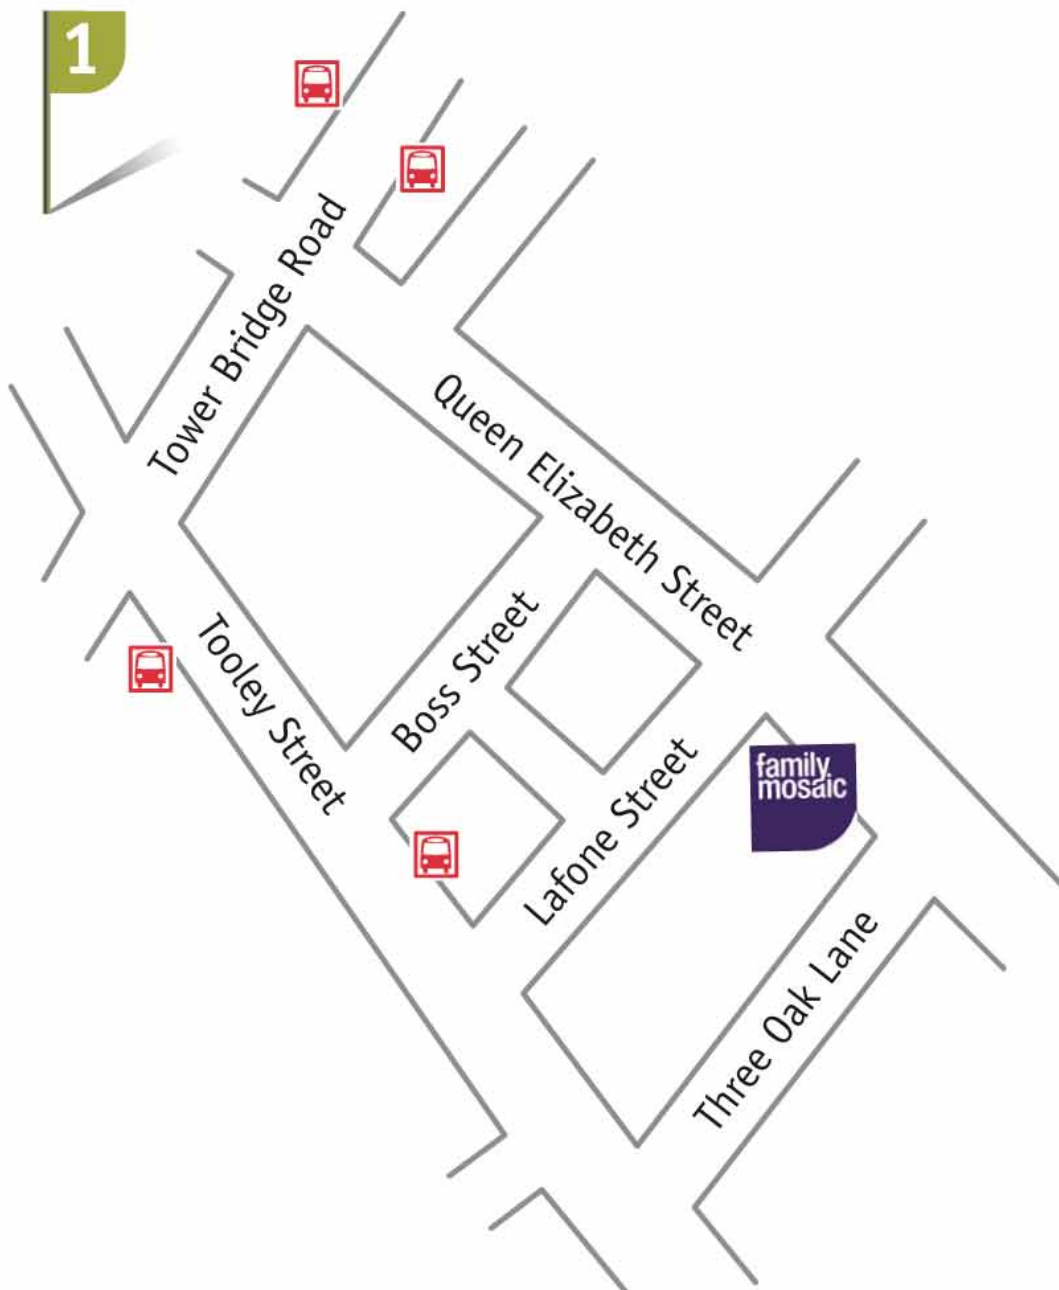 1
Tower Bridge Road
Queen Elizabeth Street
Boss Street
Tooley Street
Lafone Street
family
mosaic
Three Oak Lane